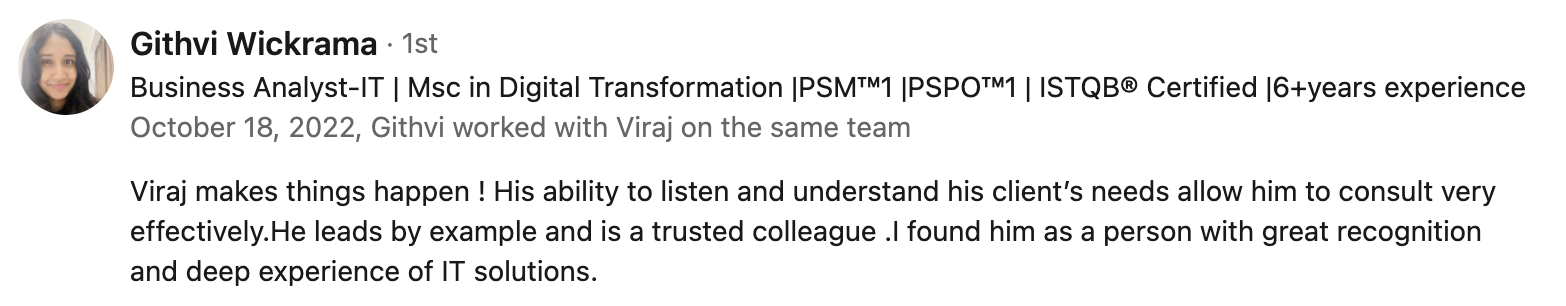 Githvi Wickrama · 1st
Business Analyst-IT | Msc in Digital Transformation |PSM™1 |PSPO™1 | ISTQB® Certified |6+years experience
October 18, 2022, Githvi worked with Viraj on the same team
Viraj makes things happen ! His ability to listen and understand his client’s needs allow him to consult very
effectively.He leads by example and is a trusted colleague .I found him as a person with great recognition
and deep experience of IT solutions.